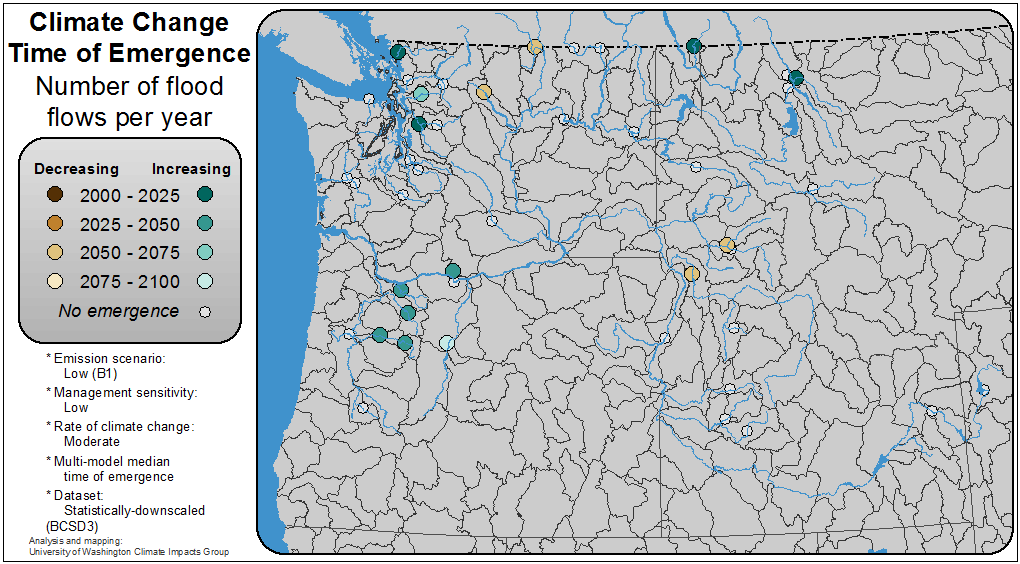 Climate Change
Time of Emergence
Number of flood
flows per year
Decreasing Increasing
2000 - 2025
2025 - 2050
2050 - 2075
2075 - 2100
No emergence
* Emission scenario:
Low (B1)
* Management sensitivity:
Low
* Rate of climate change:
Moderate
* Multi-model median
time of emergence
* Dataset:
Statistically-downscaled
(BCSD3)
Analysis and mapping:
University of Washington Climate Impacts Group